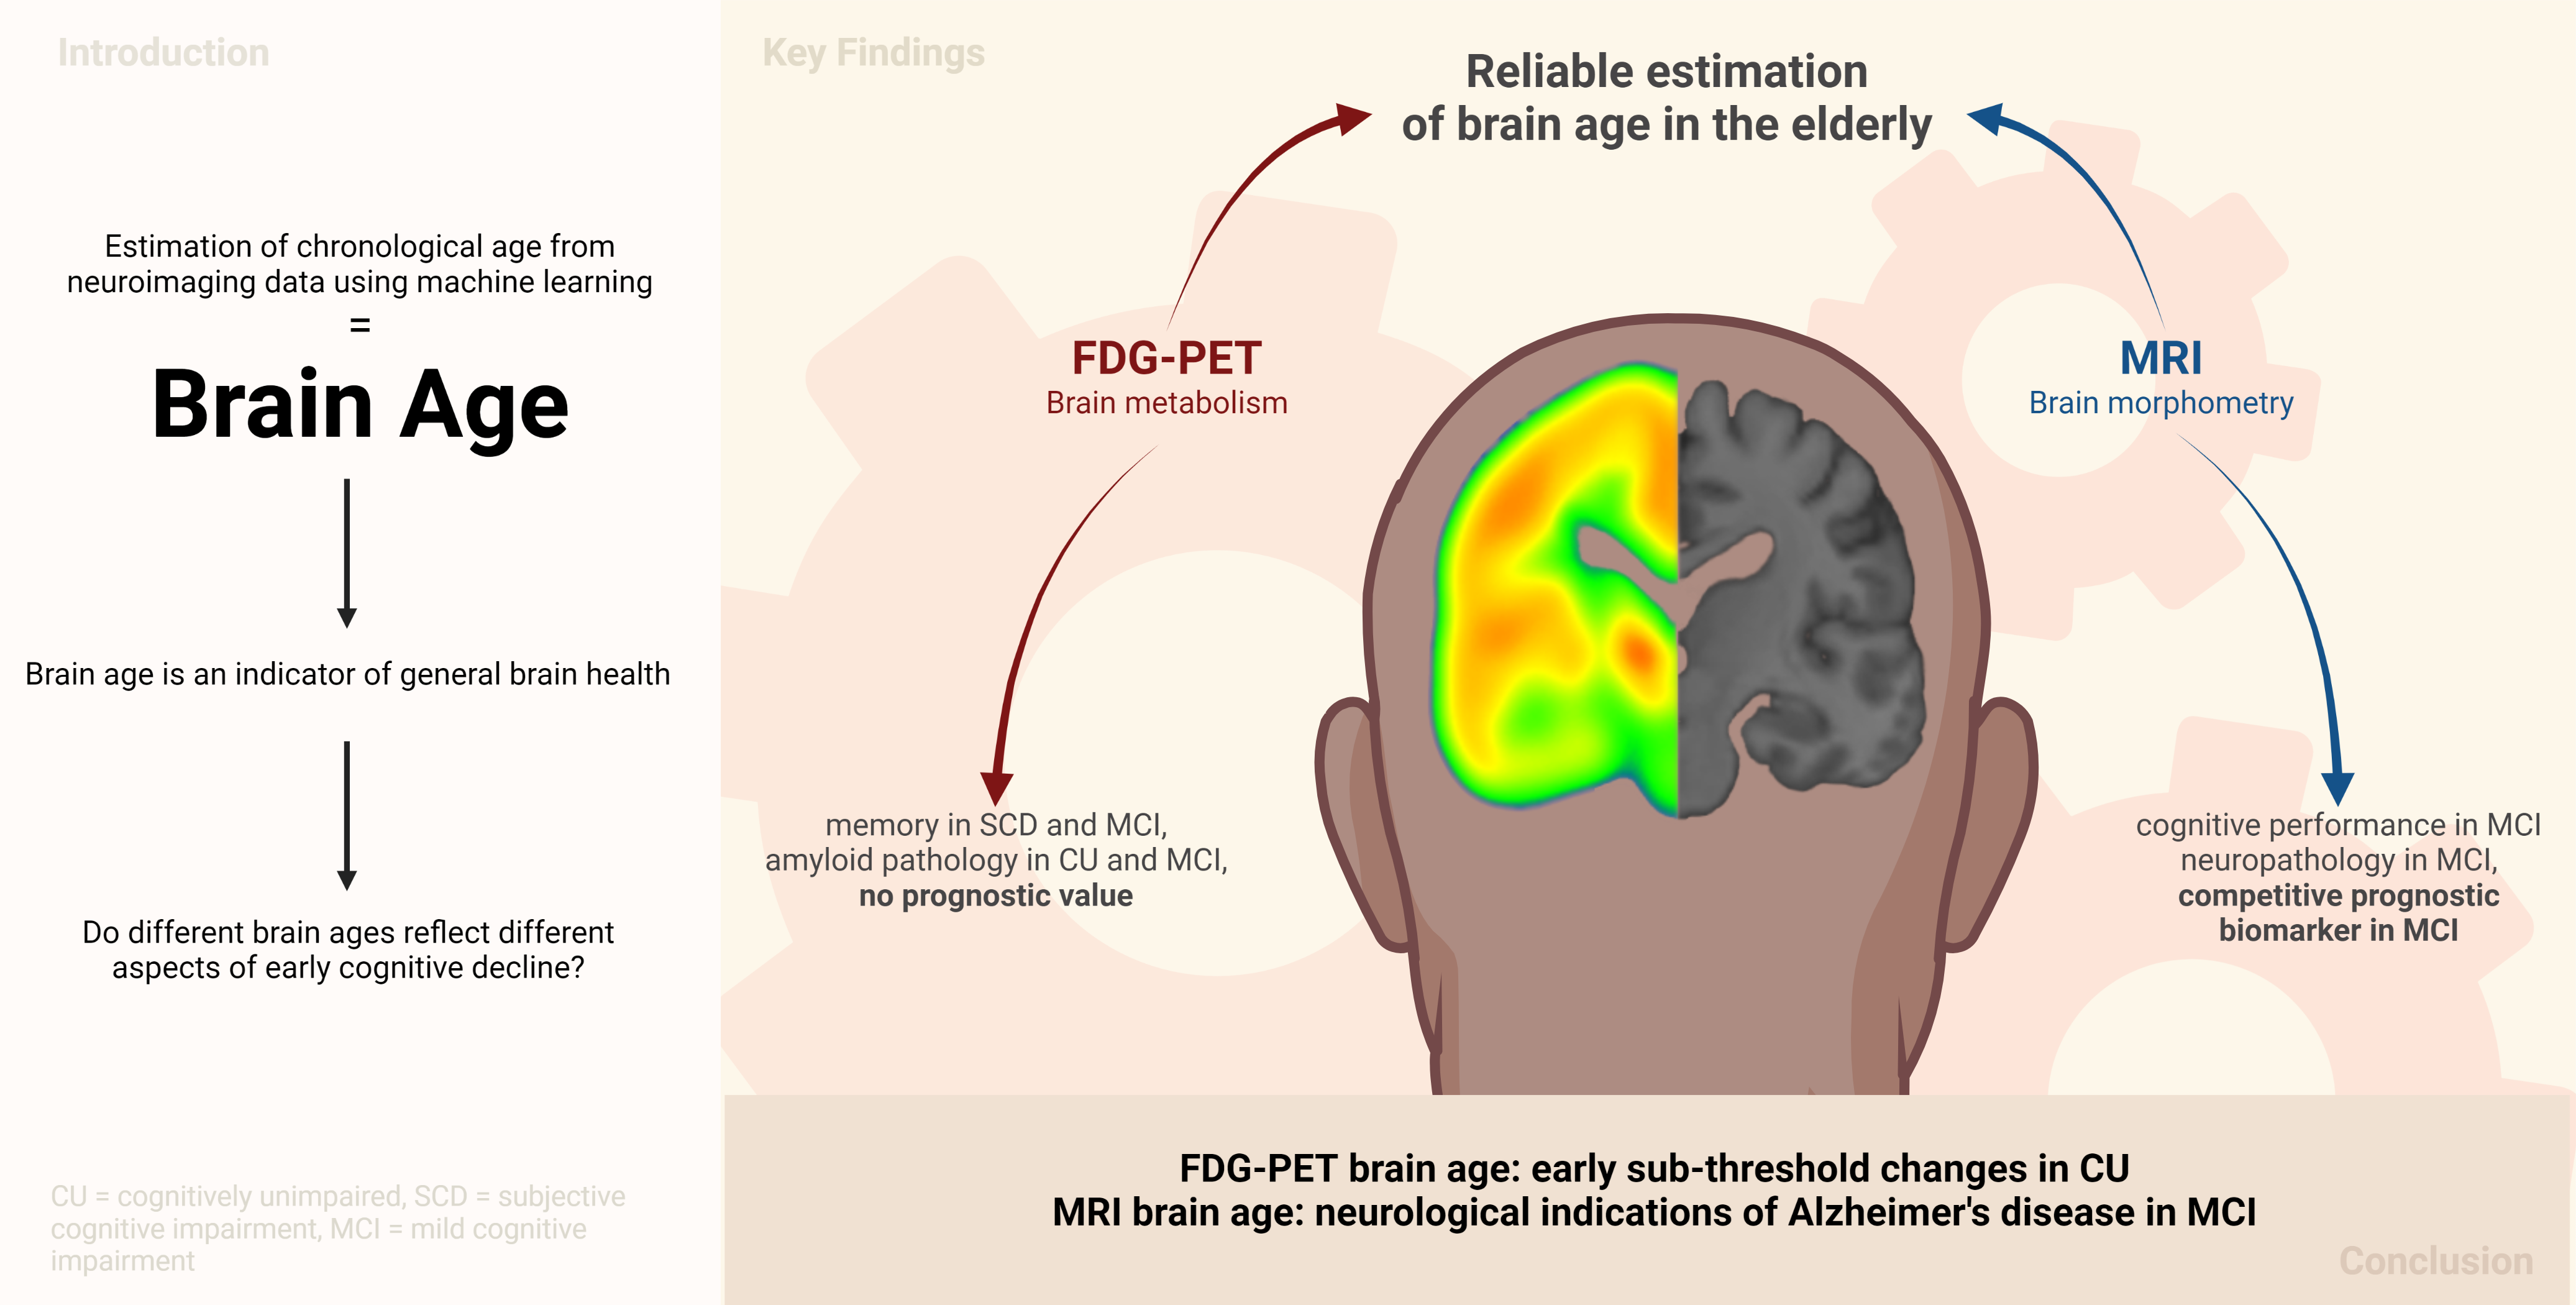 Introduction
Estimation of chronological age from
neuroimaging data using machine learning
=
Brain Age
Brain age is an indicator of general brain health
Do different brain ages reflect different
aspects of early cognitive decline?
CU = cognitively unimpaired, SCD = subjective
cognitive impairment, MCI = mild cognitive
impairment
Key Findings
Reliable estimation
of brain age in the elderly
FDG-PET
Brain metabolism
MRI
Brain morphometry
memory in SCD and MCI,
amyloid pathology in CU and MCI,
no prognostic value
cognitive performance in MCI
neuropathology in MCI,
competitive prognostic
biomarker in MCI
FDG-PET brain age: early sub-threshold changes in CU
MRI brain age: neurological indications of Alzheimer's disease in MCI
Conclusion